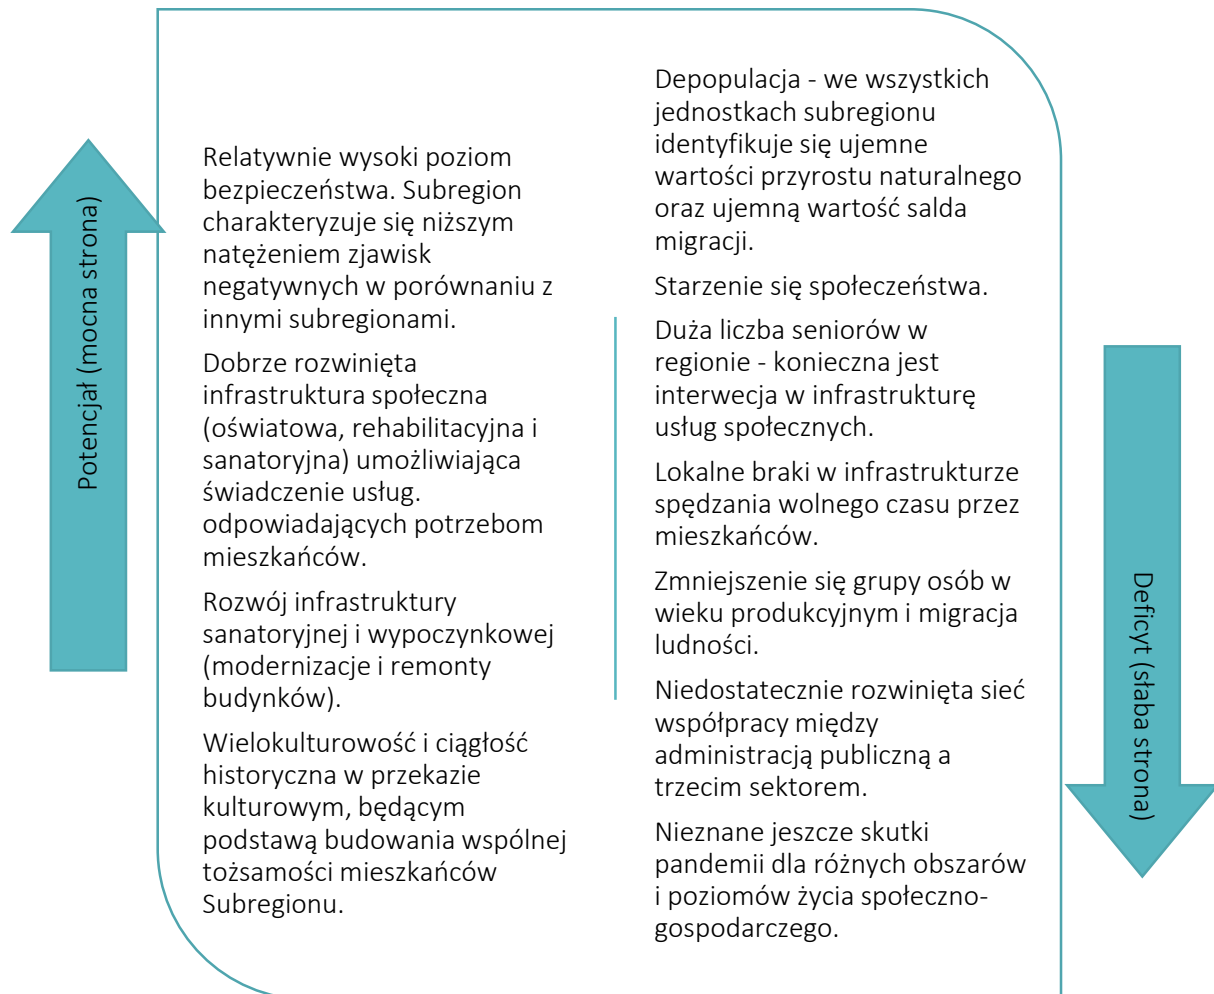 Potencjał (mocna strona)
Relatywnie wysoki poziom
bezpieczeństwa. Subregion
charakteryzuje się niższym
natężeniem zjawisk
negatywnych w porównaniu z
innymi subregionami.
Dobrze rozwinięta
infrastruktura społeczna
(oświatowa, rehabilitacyjna i
sanatoryjna) umożliwiająca
świadczenie usług.
odpowiadających potrzebom
mieszkańców.
Rozwój infrastruktury
sanatoryjnej i wypoczynkowej
(modernizacje i remonty
budynków).
Wielokulturowość i ciągłość
historyczna w przekazie
kulturowym, będącym
podstawą budowania wspólnej
tożsamości mieszkańców
Subregionu.
Depopulacja - we wszystkich
jednostkach subregionu
identyfikuje się ujemne
wartości przyrostu naturalnego
oraz ujemną wartość salda
migracji.
Starzenie się społeczeństwa.
Duża liczba seniorów w
regionie - konieczna jest
interwecja w infrastrukturę
usług społecznych.
Lokalne braki w infrastrukturze
spędzania wolnego czasu przez
mieszkańców.
Zmniejszenie się grupy osób w
wieku produkcyjnym i migracja
ludności.
Niedostatecznie rozwinięta sieć
współpracy między
administracją publiczną a
trzecim sektorem.
Nieznane jeszcze skutki
pandemii dla różnych obszarów
i poziomów życia społeczno-
gospodarczego.
Deficyt (słaba strona)